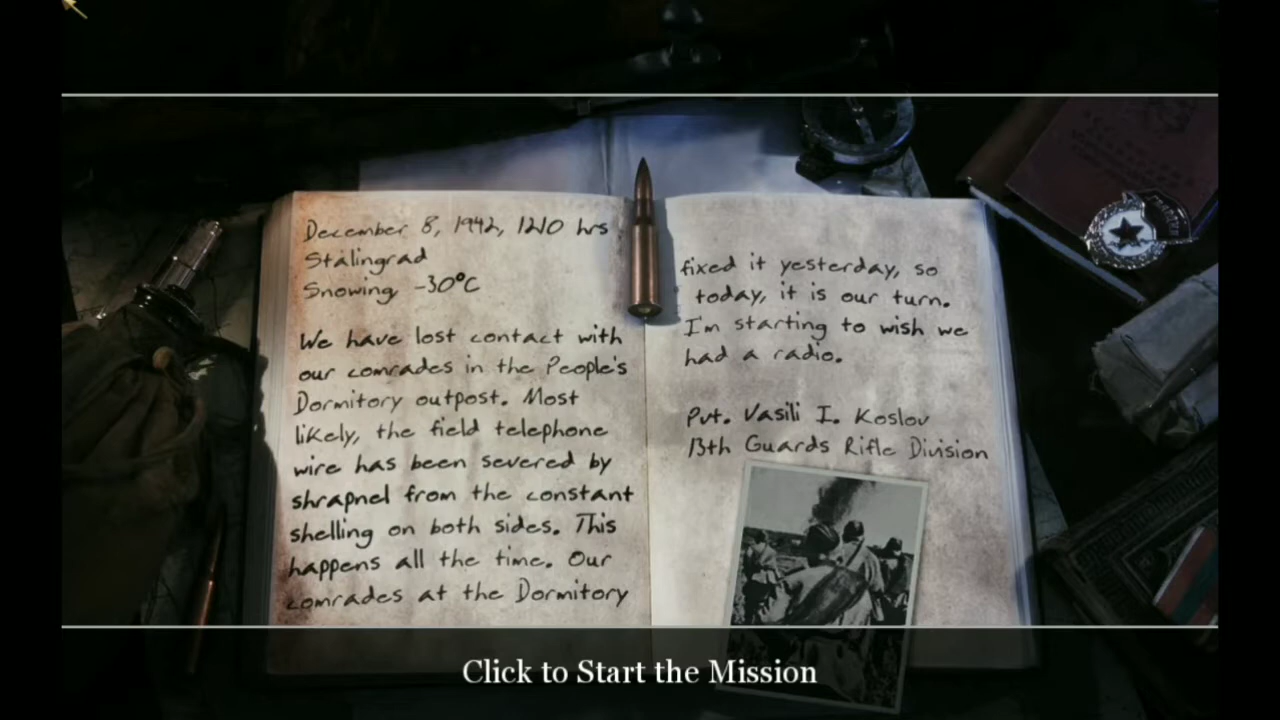 December 8, 1942, 1210 hrs
Stalingrad
Snowing -30°C
We have lost contact with
our comrades in the People's
Dormitory outpost. Most
likely, the field telephone
wire has been severed by
shrapnel from the constant
shelling on both sides. This
happens all the time. Our
comrades at the Dormitory
fixed it yesterday, so
today, it is our turn.
I'm starting to wish we
had a radio.
Pvt. Vasili I. Koslov
13th Guards Rifle Division
Click to Start the Mission